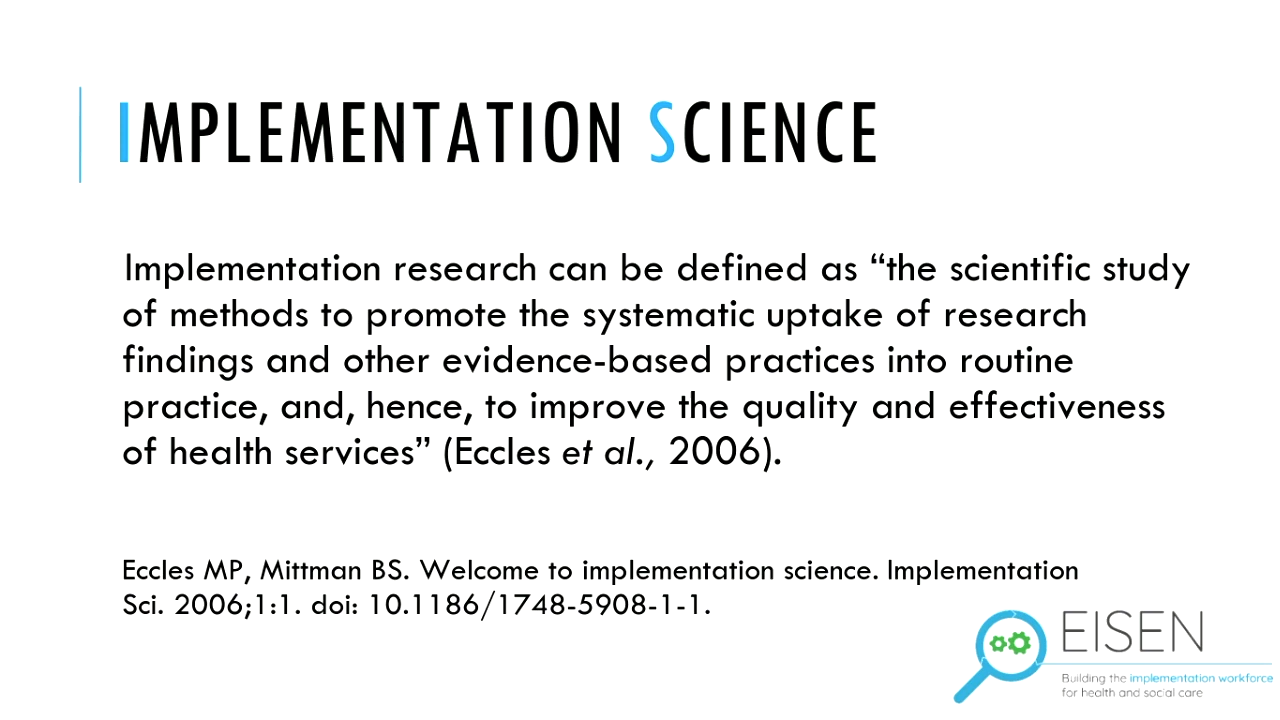 IMPLEMENTATION SCIENCE
Implementation research can be defined as “the scientific study
of methods to promote the systematic uptake of research
findings and other evidence-based practices into routine
practice, and, hence, to improve the quality and effectiveness
of health services” (Eccles et al., 2006).
Eccles MP, Mittman BS. Welcome to implementation science. Implementation
Sci. 2006;1:1. doi: 10.1186/1748-5908-1-1.
EISEN
Building the implementation workforce
for health and social care